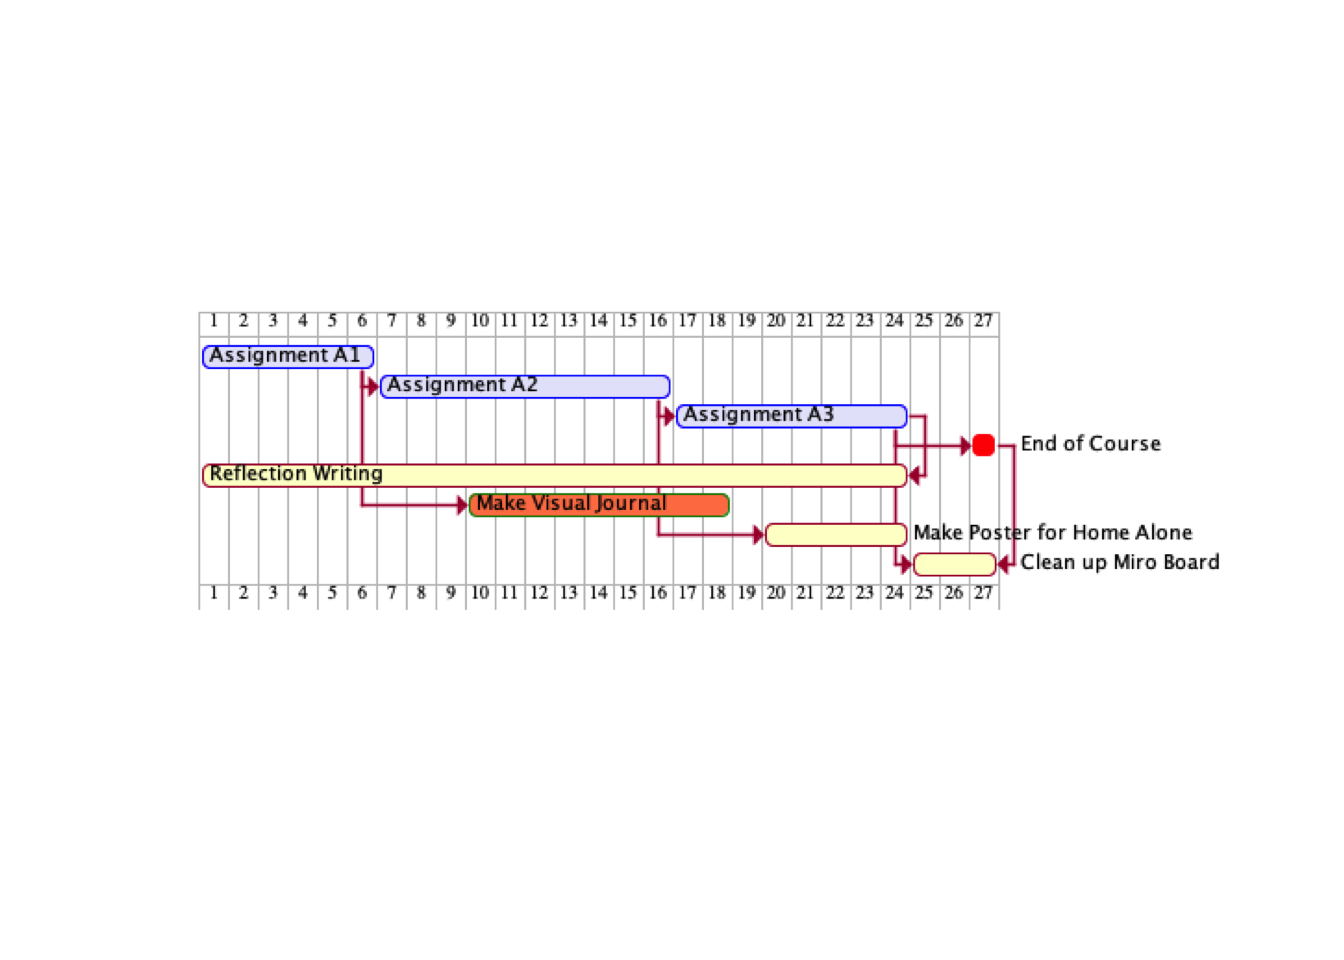 1 2 3 4 5 6 7 8 9 10 11 12 13 14 15 16 17 18 19 20 21 22 23 24 25 26 27
Assignment A1
Assignment A2
Assignment A3
End of Course
Reflection Writing
Make Visual Journal
Make Poster for Home Alone
Clean up Miro Board
1 2 3 4 5 6 7 8 9 10 11 12 13 14 15 16 17 18 19 20 21 22 23 24 25 26 27